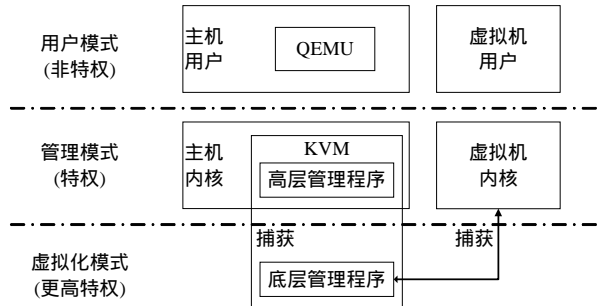 用户模式
(非特权)
主机
用户
QEMU
虚拟机
用户
管理模式
(特权)
主机
内核
KVM
高层管理程序
虚拟机
内核
虚拟化模式
(更高特权)
捕获
底层管理程序
捕获